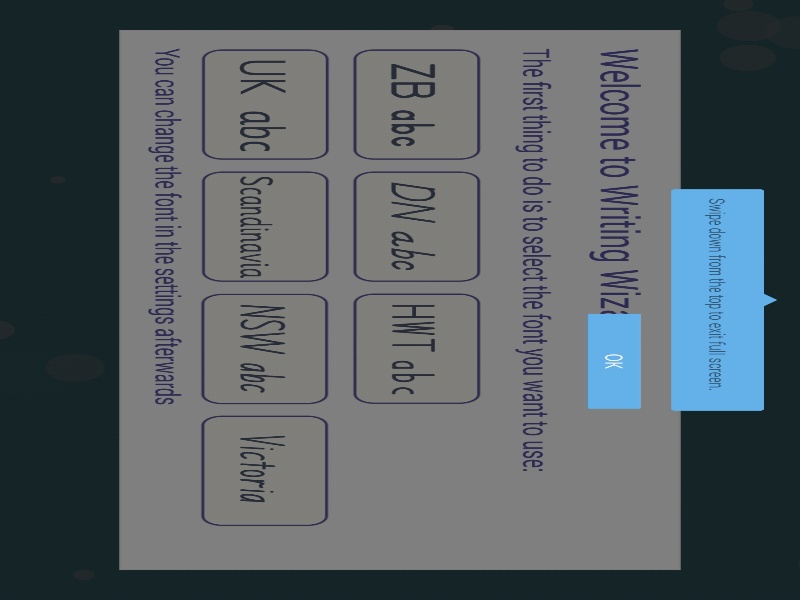 Swipe down from the top to exit full screen.
OK
Welcome to Writing Wiza
The first thing to do is to select the font you want to use:
ZB abc
DN abc
HWT abc
UK abc
Scandinavia
NSW abc
Victoria
You can change the font in the settings afterwards